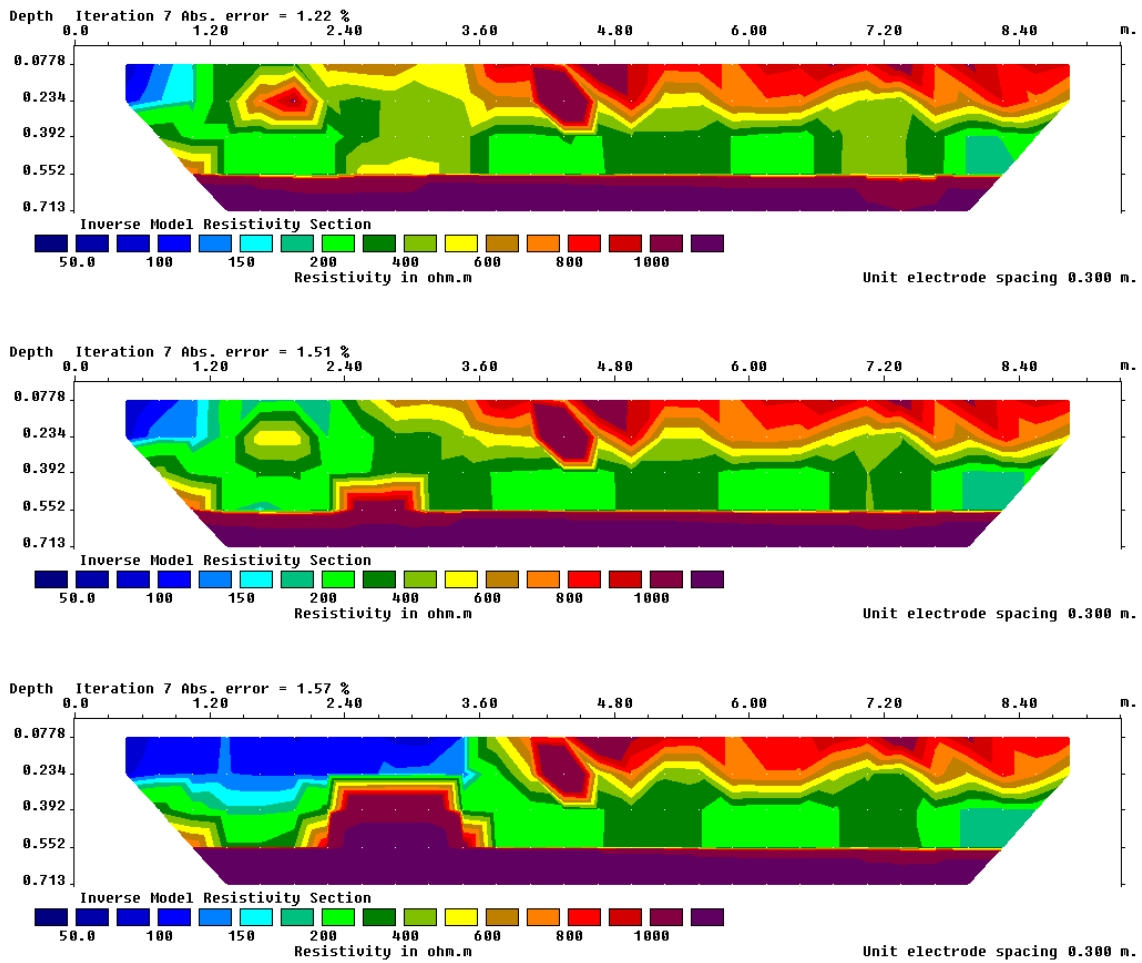 Depth Iteration 7 Abs. error = 1.22 %
0.0 1.20 2.40 3.60 4.80 6.00 7.20 8.40 m.
0.0778
0.234
0.392
0.552
0.713
Inverse Model Resistivity Section
50.0 100 150 200 400 600 800 1000
Resistivity in ohm.m Unit electrode spacing 0.300 m.
Depth Iteration 7 Abs. error = 1.51 %
0.0 1.20 2.40 3.60 4.80 6.00 7.20 8.40 m.
0.0778
0.234
0.392
0.552
0.713
Inverse Model Resistivity Section
50.0 100 150 200 400 600 800 1000
Resistivity in ohm.m Unit electrode spacing 0.300 m.
Depth Iteration 7 Abs. error = 1.57 %
0.0 1.20 2.40 3.60 4.80 6.00 7.20 8.40 m.
0.0778
0.234
0.392
0.552
0.713
Inverse Model Resistivity Section
50.0 100 150 200 400 600 800 1000
Resistivity in ohm.m Unit electrode spacing 0.300 m.